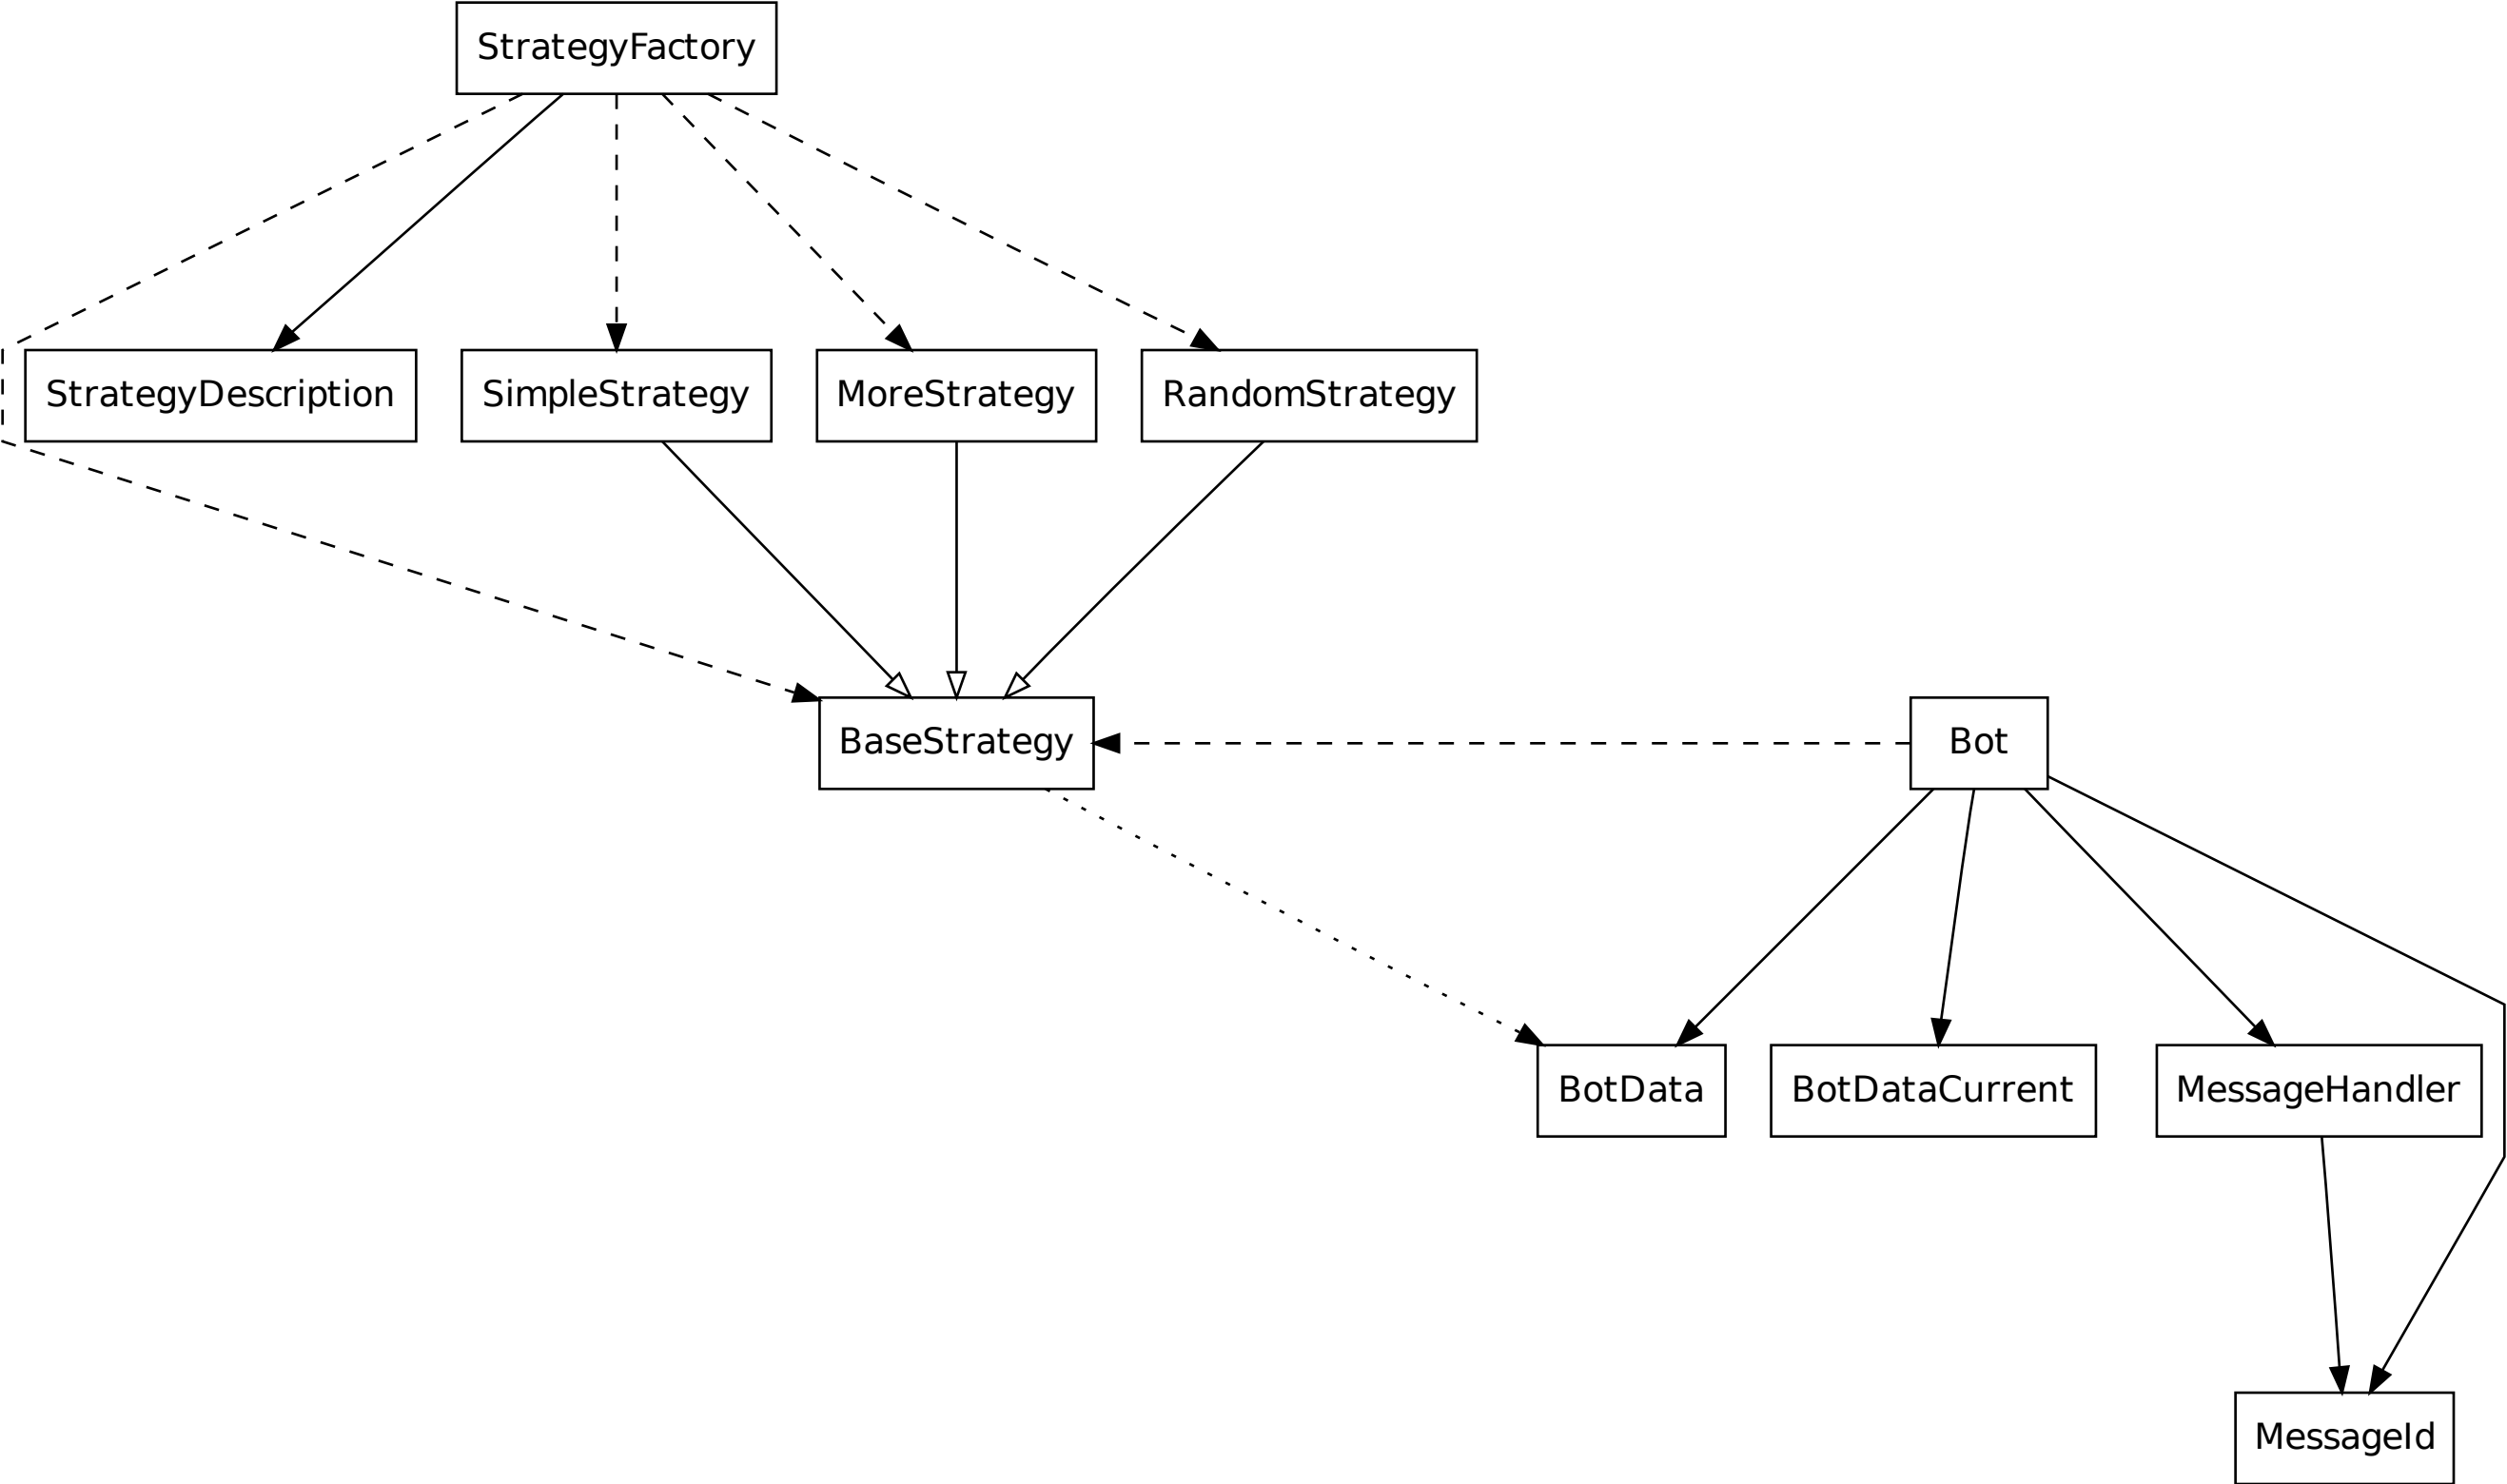 StrategyFactory
StrategyDescription
SimpleStrategy
MoreStrategy
RandomStrategy
BaseStrategy
Bot
BotData
BotDataCurrent
MessageHandler
MessageId